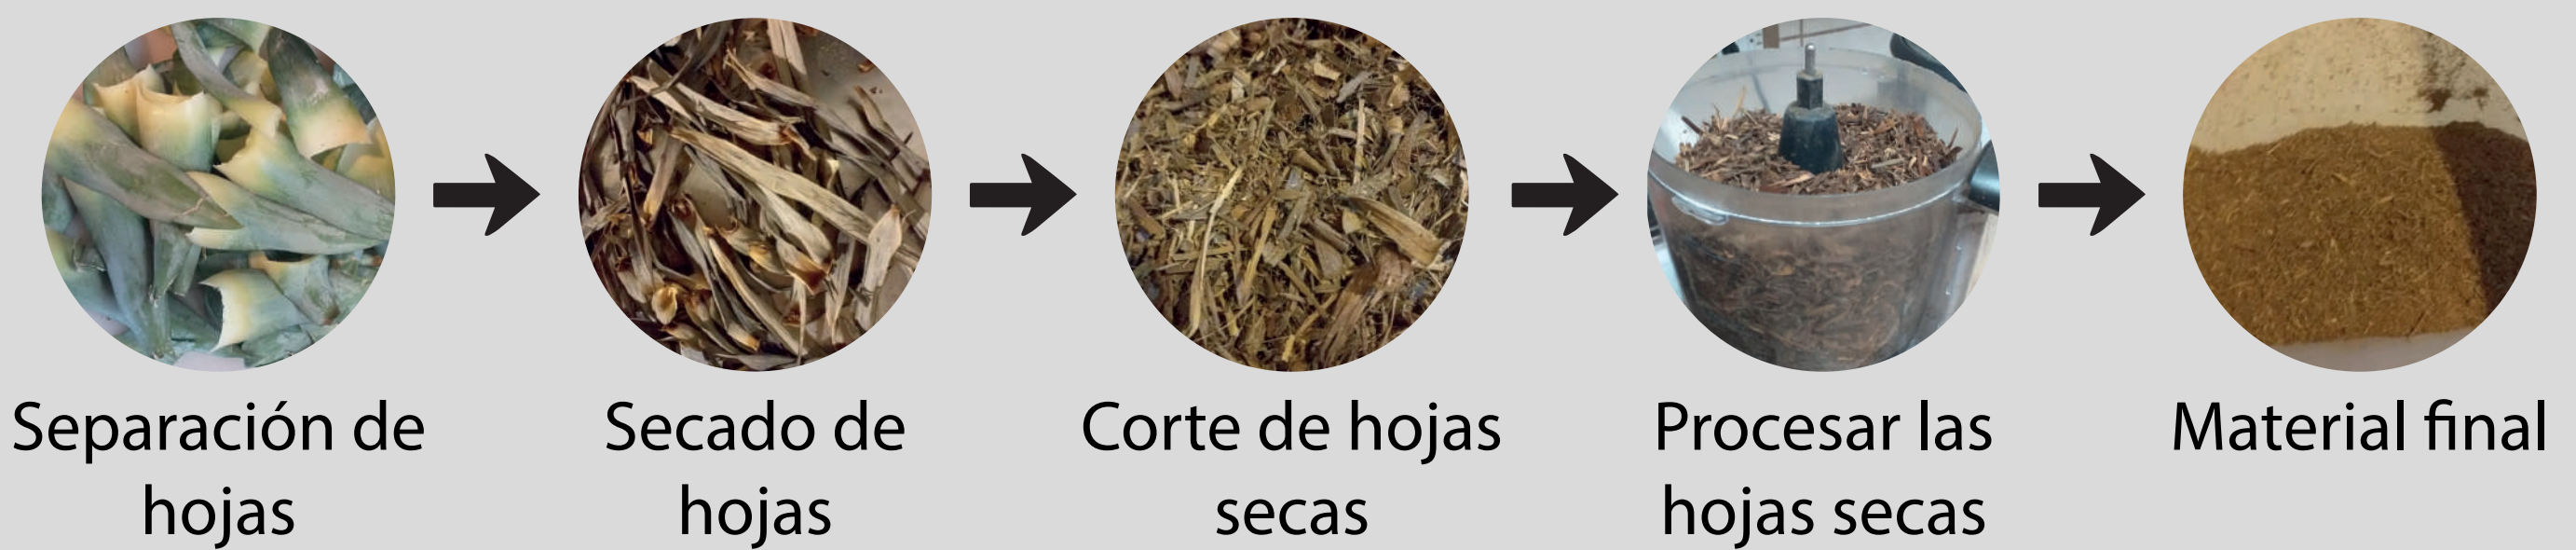 Separación de
hojas
Secado de
hojas
Corte de hojas
secas
Procesar las
hojas secas
Material final